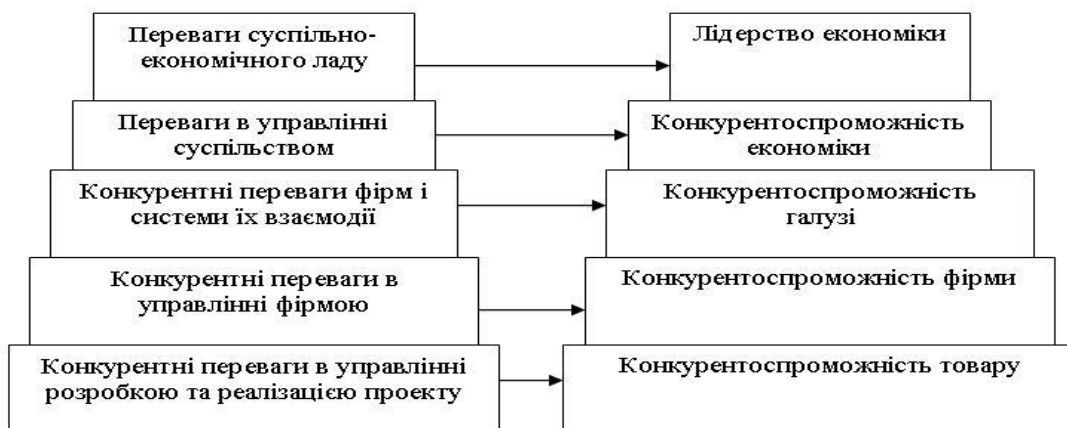 Переваги суспільно-
економічного ладу
Лідерство економіки
Переваги в управлінні
суспільством
Конкурентоспроможність
економіки
Конкурентні переваги фірм і
системи їх взаємодії
Конкурентоспроможність
галузі
Конкурентні переваги в
управлінні фірмою
Конкурентоспроможність фірми
Конкурентні переваги в управлінні
розробкою та реалізацією проекту
Конкурентоспроможність товару